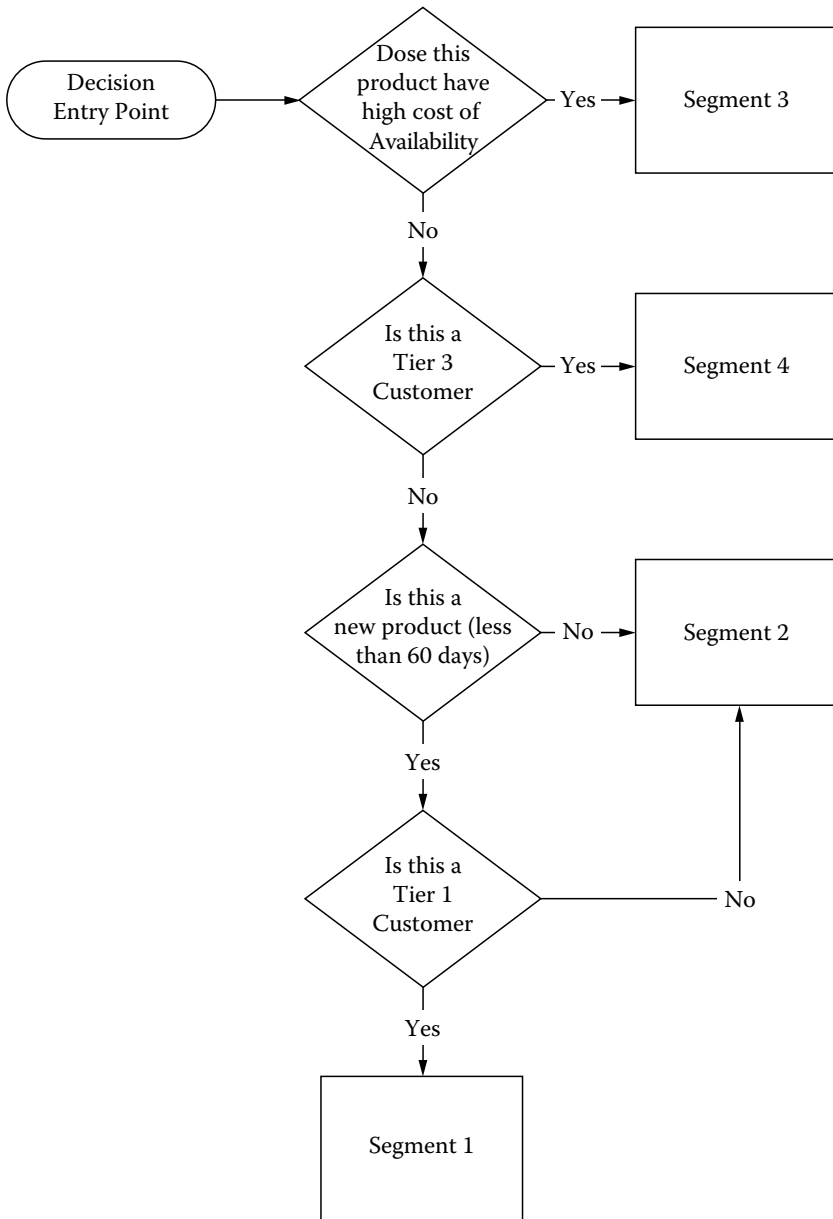 Decision
Entry Point
Dose this
product have
high cost of
Availability
Yes
Segment 3
No
Is this a
Tier 3
Customer
Yes
Segment 4
No
Is this a
new product (less
than 60 days)
No
Segment 2
Yes
Is this a
Tier 1
Customer
No
Yes
Segment 1